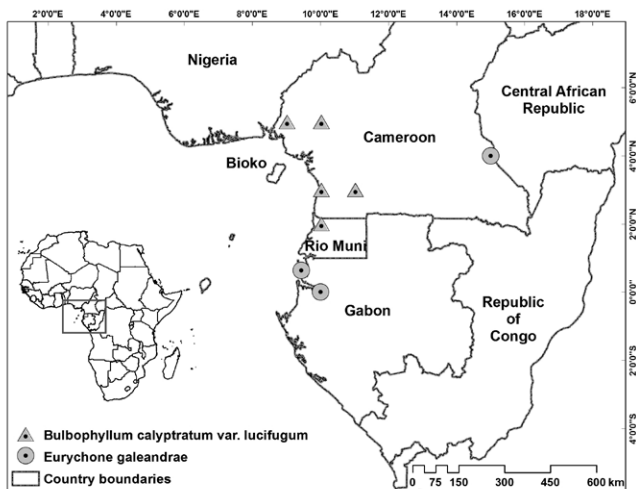 2°0'0"E 4°0'0"E 6°0'0"E 8°0'0"E 10°0'0"E 12°0'0"E 14°0'0"E 16°0'0"E 18°0'0"E
Nigeria
6°0'0"N
Central African
Republic
Cameroon
4°0'0"N
Bioko
2°0'0"N
Rio Muni
0°0'0"
Gabon
Republic
of
Congo
2°0'0"S
4°0'0"S
Bulbophyllum calyptratum var. lucifugum
Eurychone galeandrae
Country boundaries
0 75 150 300 450 600 km